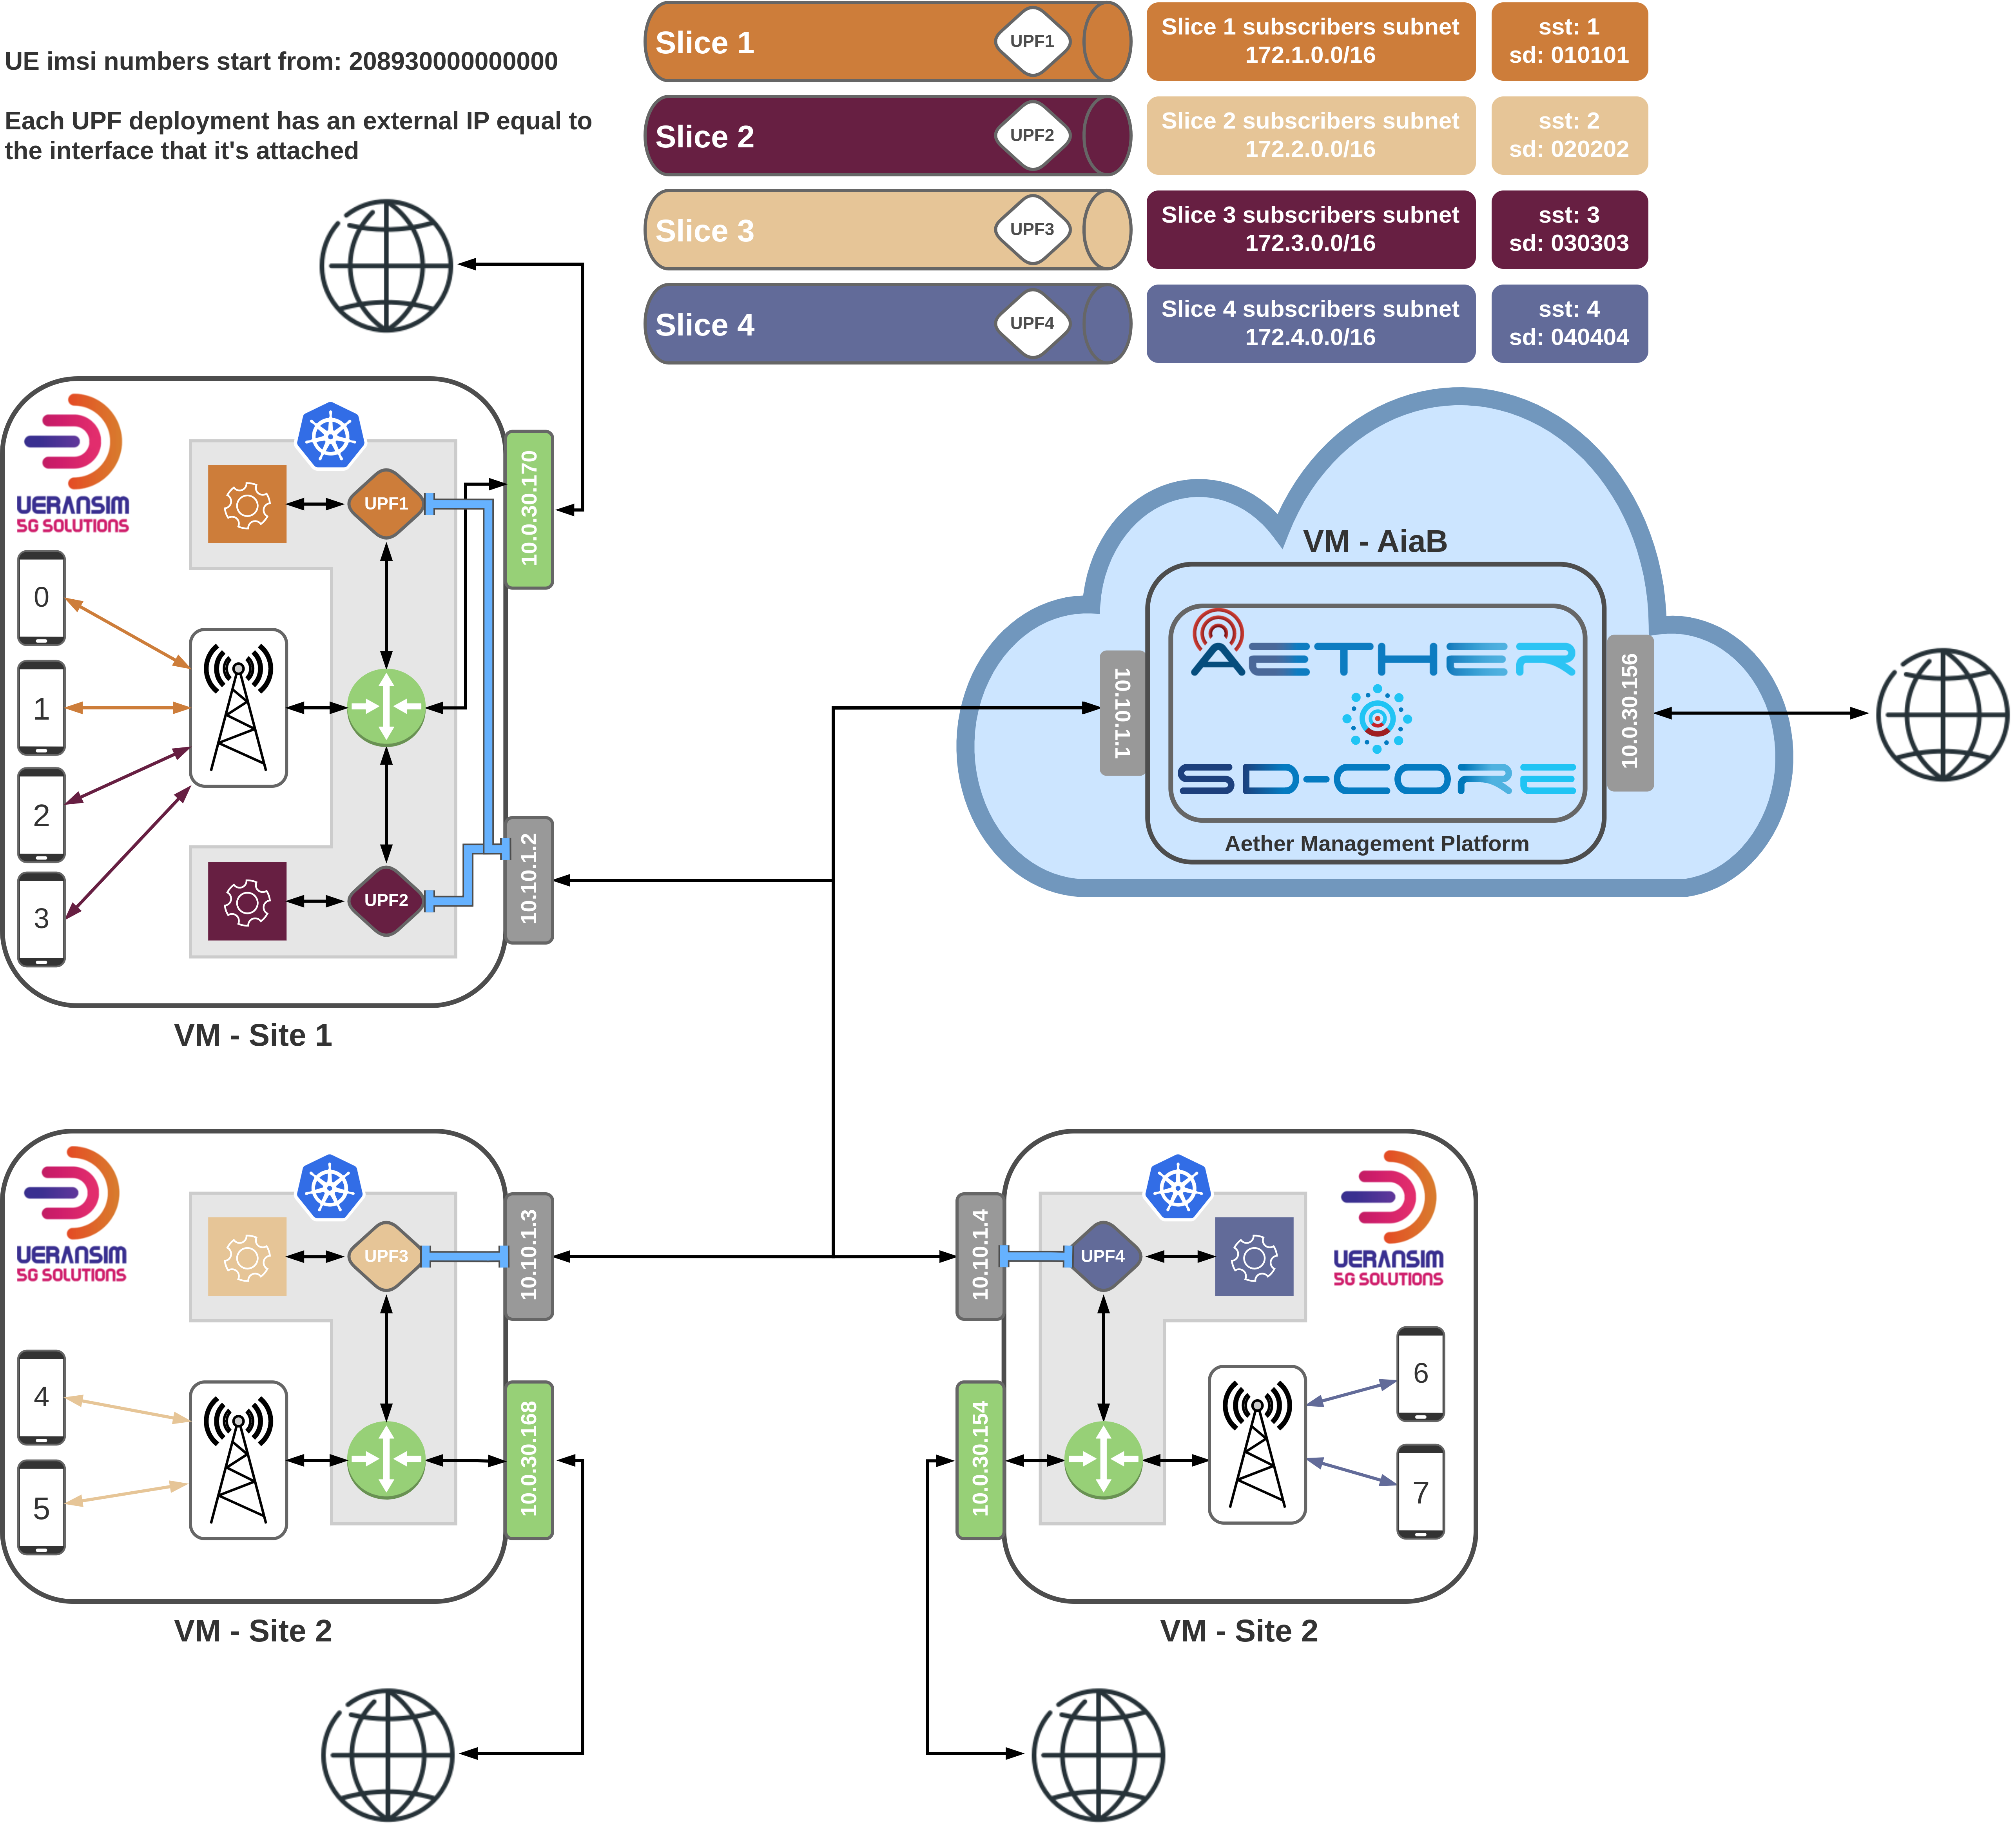 UE imsi numbers start from: 208930000000000
Each UPF deployment has an external IP equal to
the interface that it's attached
Slice 1
UPF1
Slice 1 subscribers subnet
172.1.0.0/16
sst: 1
sd: 010101
Slice 2
UPF2
Slice 2 subscribers subnet
172.2.0.0/16
sst: 2
sd: 020202
Slice 3
UPF3
Slice 3 subscribers subnet
172.3.0.0/16
sst: 3
sd: 030303
Slice 4
UPF4
Slice 4 subscribers subnet
172.4.0.0/16
sst: 4
sd: 040404
UERANSIM
5G SOLUTIONS
UPF1
10.0.30.170
0
1
2
3
UPF2
10.10.1.2
VM - Site 1
VM - AiaB
10.10.1.1
AETHER
SD-CORE
Aether Management Platform
10.0.30.156
UERANSIM
5G SOLUTIONS
UPF3
10.10.1.3
4
5
10.0.30.168
VM - Site 2
10.10.1.4
UPF4
UERANSIM
5G SOLUTIONS
6
7
10.0.30.154
VM - Site 2